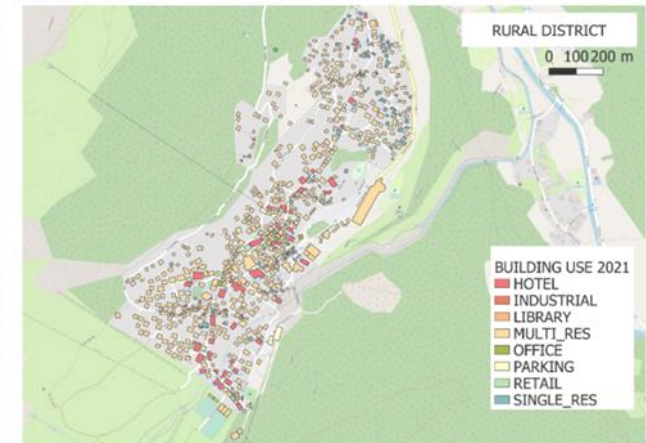 RURAL DISTRICT
0 100 200 m
BUILDING USE 2021
HOTEL
INDUSTRIAL
LIBRARY
MULTI_RES
OFFICE
PARKING
RETAIL
SINGLE_RES